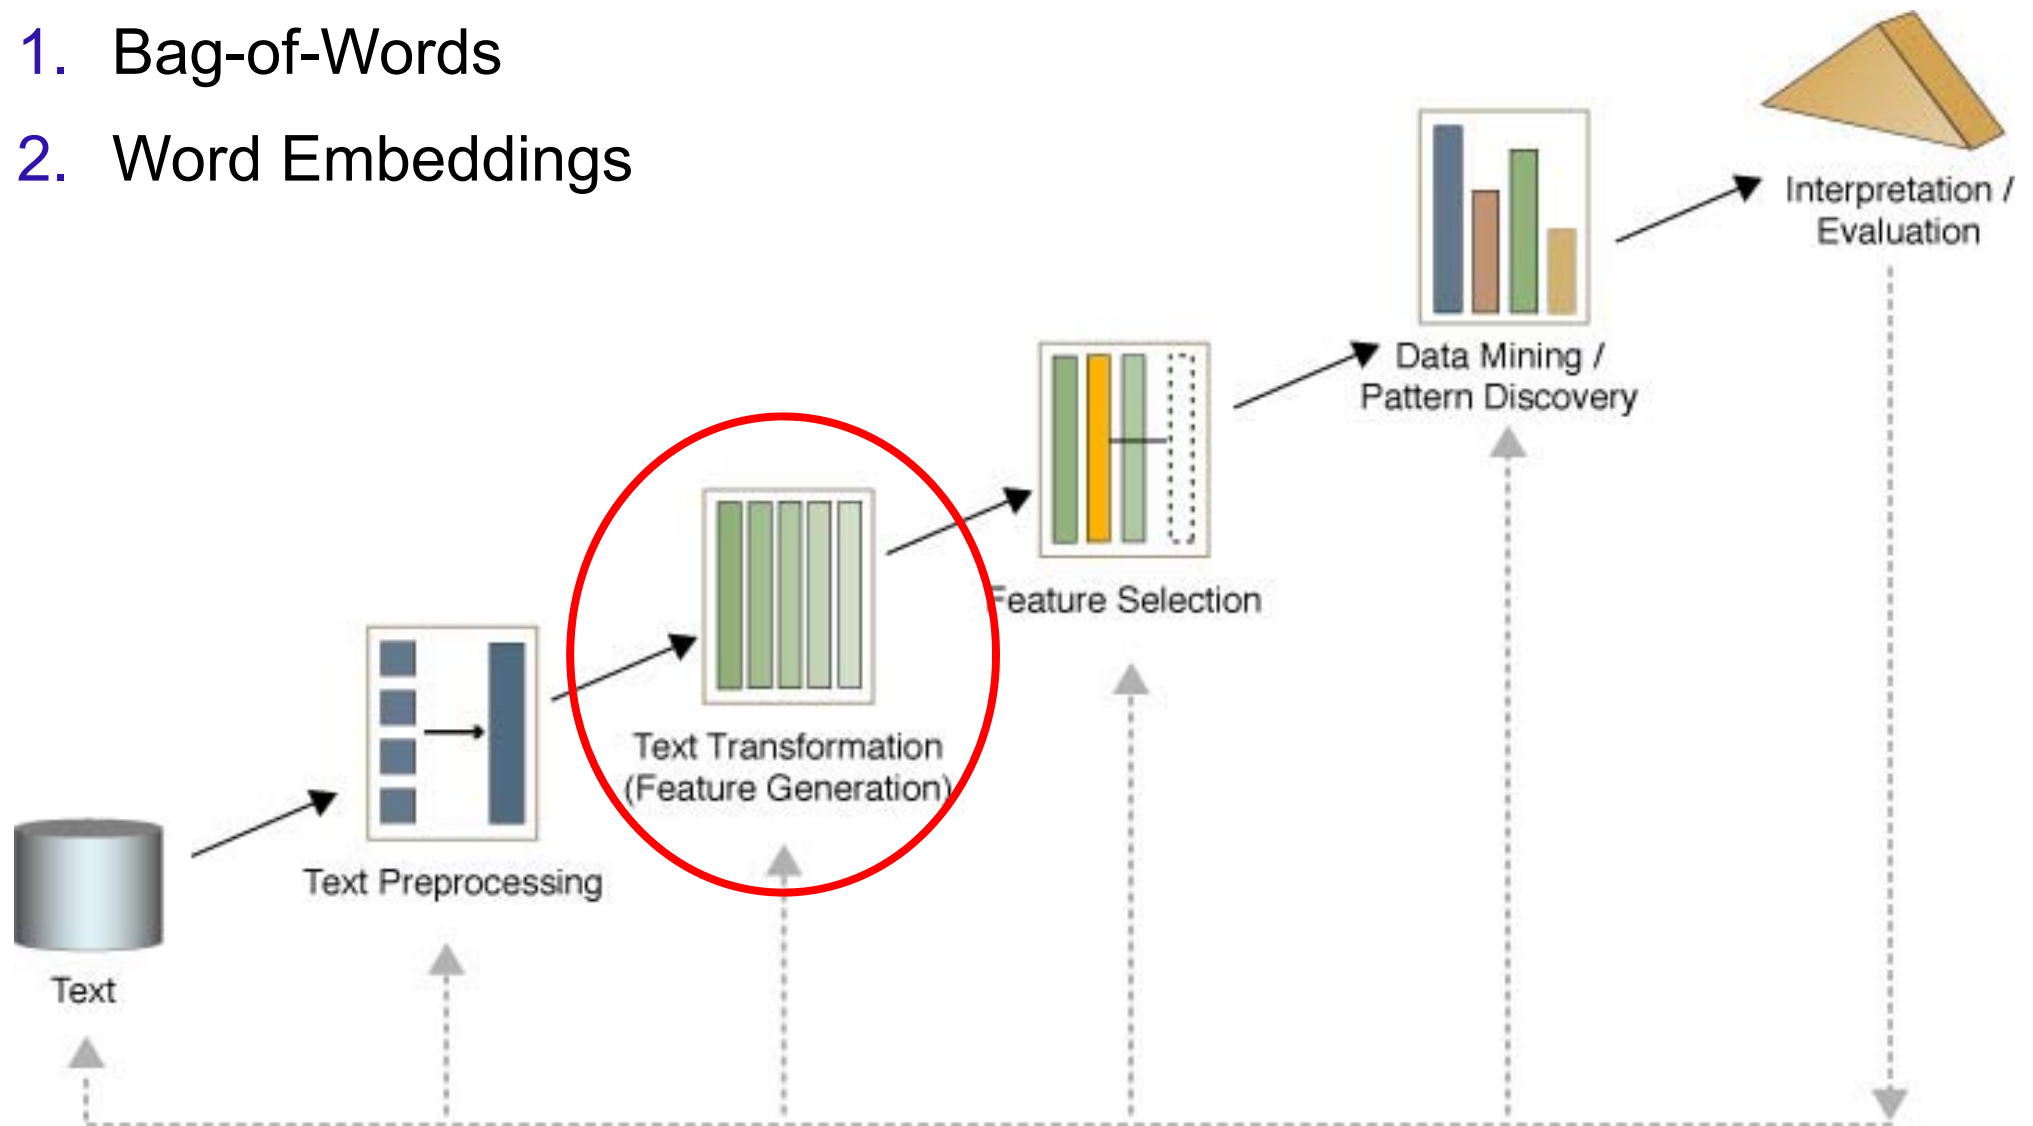 1. Bag-of-Words
2. Word Embeddings
Interpretation /
Evaluation
Data Mining /
Pattern Discovery
Feature Selection
Text Transformation
(Feature Generation)
Text Preprocessing
Text